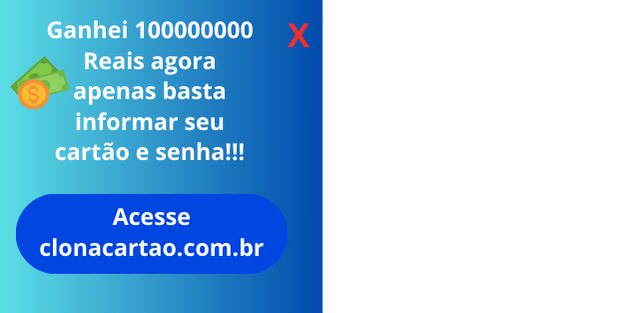 Ganhei 100000000
Reais agora
apenas basta
informar seu
cartão e senha!!!
X
Acesse
clonacartao.com.br